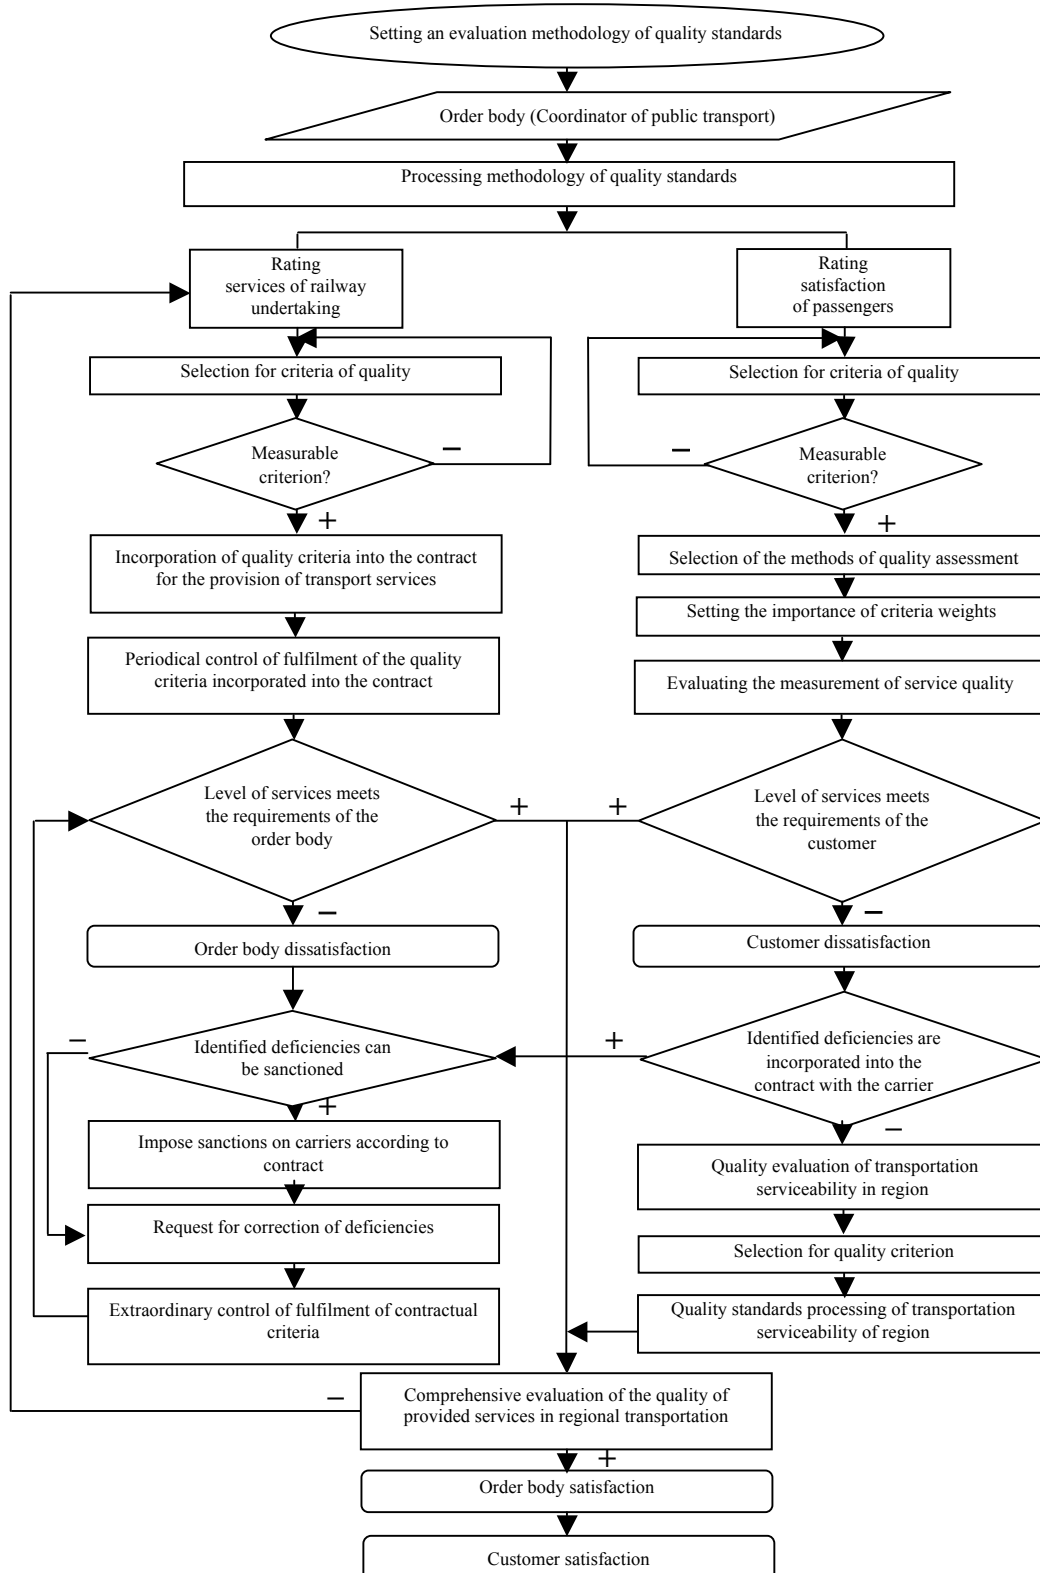 Setting an evaluation methodology of quality standards
Order body (Coordinator of public transport)
Processing methodology of quality standards
Rating
services of railway
undertaking
Rating
satisfaction
of passengers
Selection for criteria of quality
Selection for criteria of quality
Measurable
criterion?
–
Measurable
criterion?
–
+
+
Incorporation of quality criteria into the contract
for the provision of transport services
Selection of the methods of quality assessment
Setting the importance of criteria weights
Periodical control of fulfilment of the quality
criteria incorporated into the contract
Evaluating the measurement of service quality
Level of services meets
the requirements of the
order body
+
+
Level of services meets
the requirements of the
customer
–
–
Order body dissatisfaction
Customer dissatisfaction
–
Identified deficiencies can
be sanctioned
+
Identified deficiencies are
incorporated into the
contract with the carrier
+
–
Impose sanctions on carriers according to
contract
Quality evaluation of transportation
serviceability in region
Request for correction of deficiencies
Selection for quality criterion
Extraordinary control of fulfilment of contractual
criteria
Quality standards processing of transportation
serviceability of region
–
Comprehensive evaluation of the quality of
provided services in regional transportation
+
Order body satisfaction
Customer satisfaction